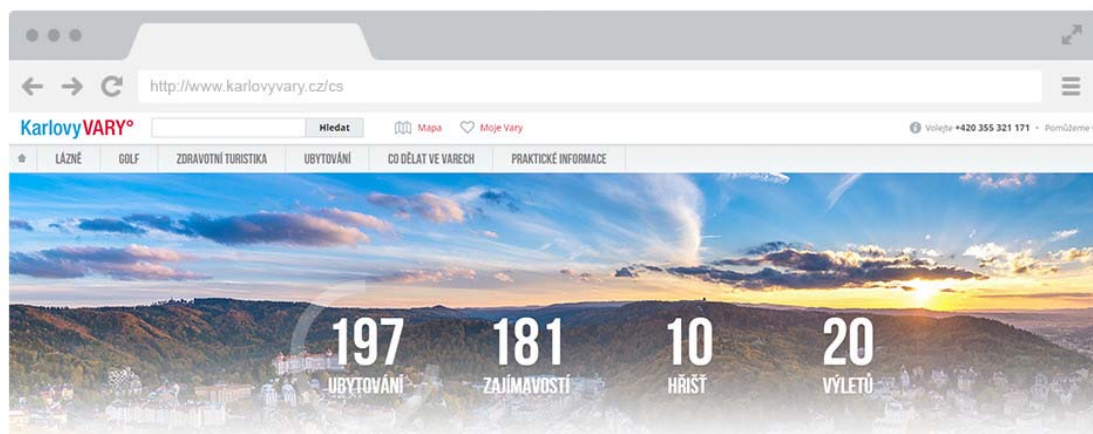 http://www.karlovyvary.cz/cs
KarlovyVARY° Hledat Mapa Moje Vary Volejte +420 355 321 171 • Pomůžeme
LÁZNĚ GOLF ZDRAVOTNÍ TURISTIKA UBYTOVÁNÍ CO DĚLAT VE VARECH PRAKTICKÉ INFORMACE
197 181 10 20
UBYTOVÁNÍ ZAJÍMAVOSTÍ HŘIŠŤ VÝLETŮ